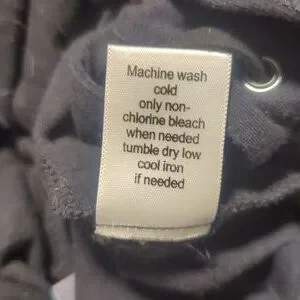 Machine wash
cold
only non-
chlorine bleach
when needed
tumble dry low
cool iron
if needed